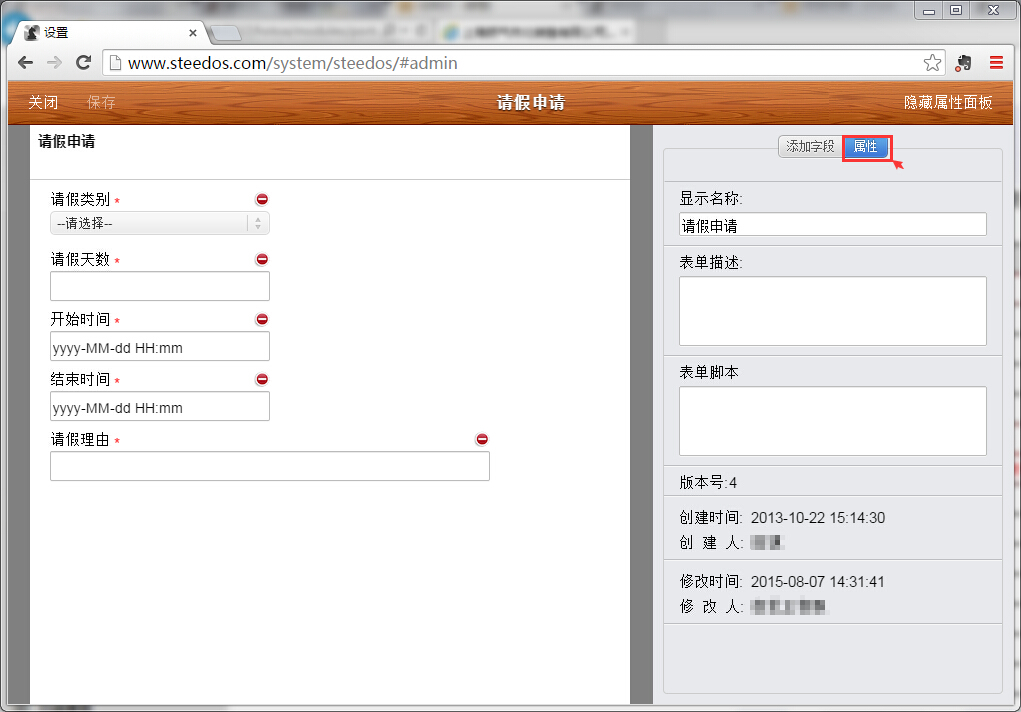 设置
www.steedos.com/system/steedos/#admin
关闭
保存
请假申请
隐藏属性面板
请假申请
请假类别 *
--请选择--
请假天数 *
开始时间 *
yyyy-MM-dd HH:mm
结束时间 *
yyyy-MM-dd HH:mm
请假理由 *
添加字段
属性
显示名称:
请假申请
表单描述:
表单脚本
版本号:4
创建时间: 2013-10-22 15:14:30
创 建 人:
修改时间: 2015-08-07 14:31:41
修 改 人: